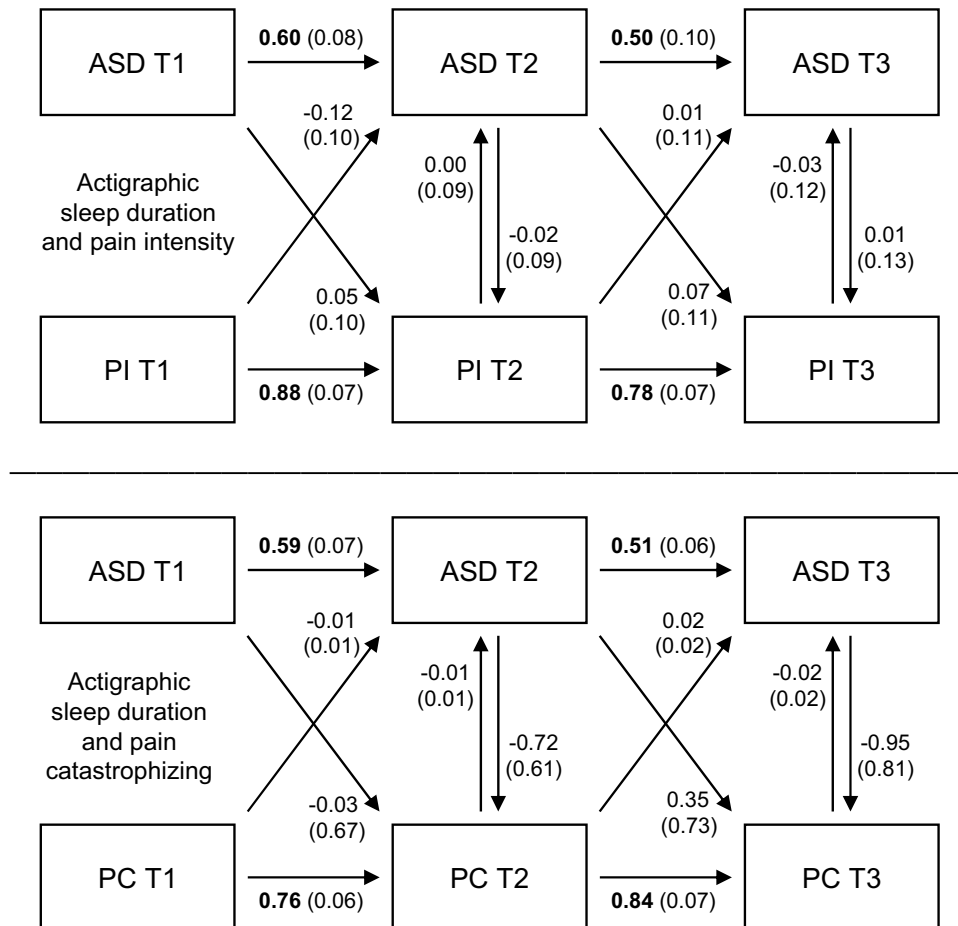 0.60 (0.08)
0.50 (0.10)
ASD T1
ASD T2
ASD T3
-0.12
(0.10)
0.01
(0.11)
Actigraphic
sleep duration
and pain intensity
0.00
(0.09)
-0.02
(0.09)
-0.03
(0.12)
0.01
(0.13)
0.05
(0.10)
0.07
(0.11)
PI T1
PI T2
PI T3
0.88 (0.07)
0.78 (0.07)
0.59 (0.07)
0.51 (0.06)
ASD T1
ASD T2
ASD T3
-0.01
(0.01)
0.02
(0.02)
Actigraphic
sleep duration
and pain
catastrophizing
-0.01
(0.01)
-0.72
(0.61)
-0.02
(0.02)
-0.95
(0.81)
-0.03
(0.67)
0.35
(0.73)
PC T1
PC T2
PC T3
0.76 (0.06)
0.84 (0.07)